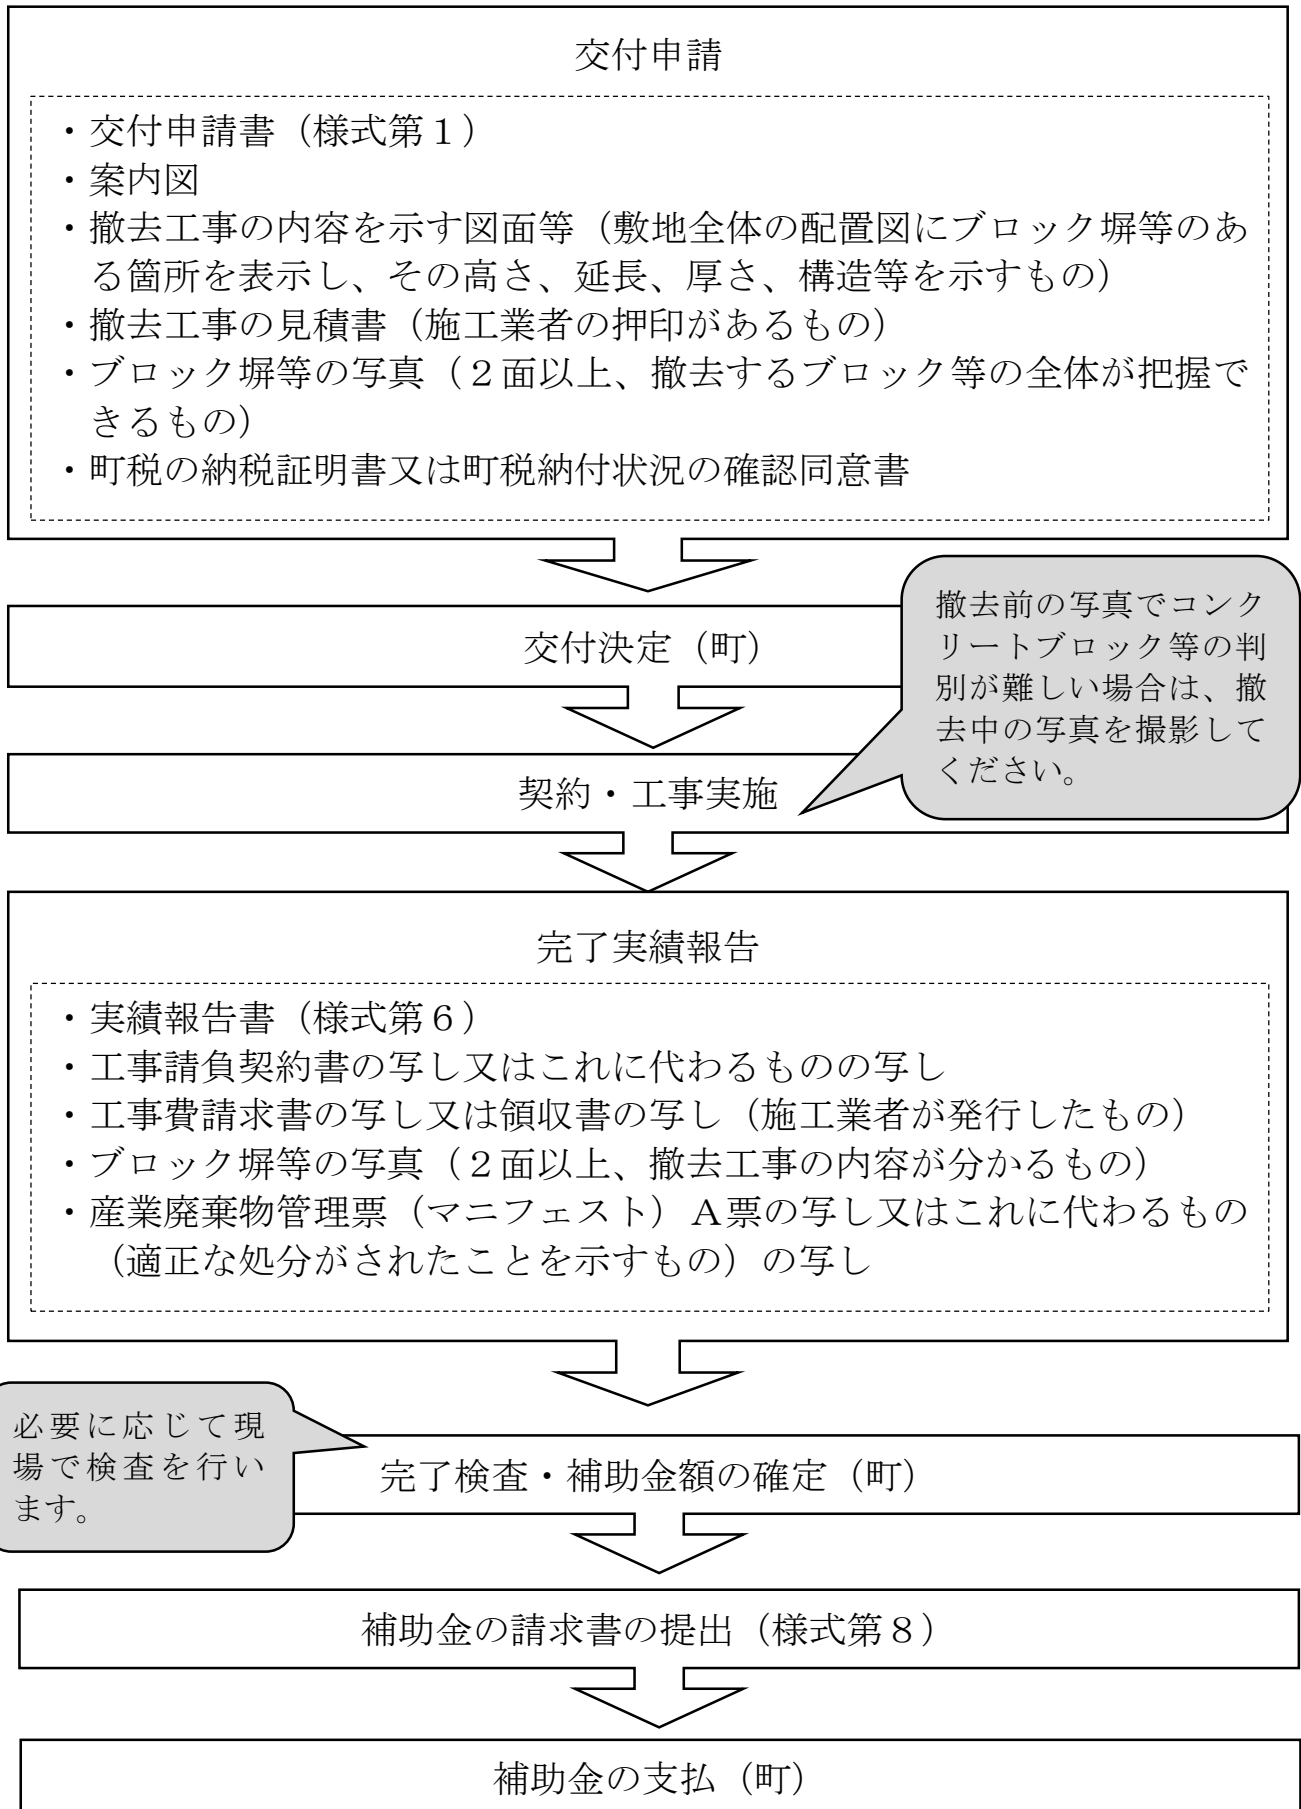 交付申請
・交付申請書（様式第１）
・案内図
・撤去工事の内容を示す図面等（敷地全体の配置図にブロック塀等のあ
る箇所を表示し、その高さ、延長、厚さ、構造等を示すもの）
・撤去工事の見積書（施工業者の押印があるもの）
・ブロック塀等の写真（２面以上、撤去するブロック等の全体が把握で
きるもの）
・町税の納税証明書又は町税納付状況の確認同意書
交付決定（町）
撤去前の写真でコンク
リートブロック等の判
別が難しい場合は、撤
去中の写真を撮影して
ください。
契約・工事実施
完了実績報告
・実績報告書（様式第６）
・工事請負契約書の写し又はこれに代わるものの写し
・工事費請求書の写し又は領収書の写し（施工業者が発行したもの）
・ブロック塀等の写真（２面以上、撤去工事の内容が分かるもの）
・産業廃棄物管理票（マニフェスト）Ａ票の写し又はこれに代わるもの
（適正な処分がされたことを示すもの）の写し
必要に応じて現
場で検査を行い
ます。
完了検査・補助金額の確定（町）
補助金の請求書の提出（様式第８）
補助金の支払（町）